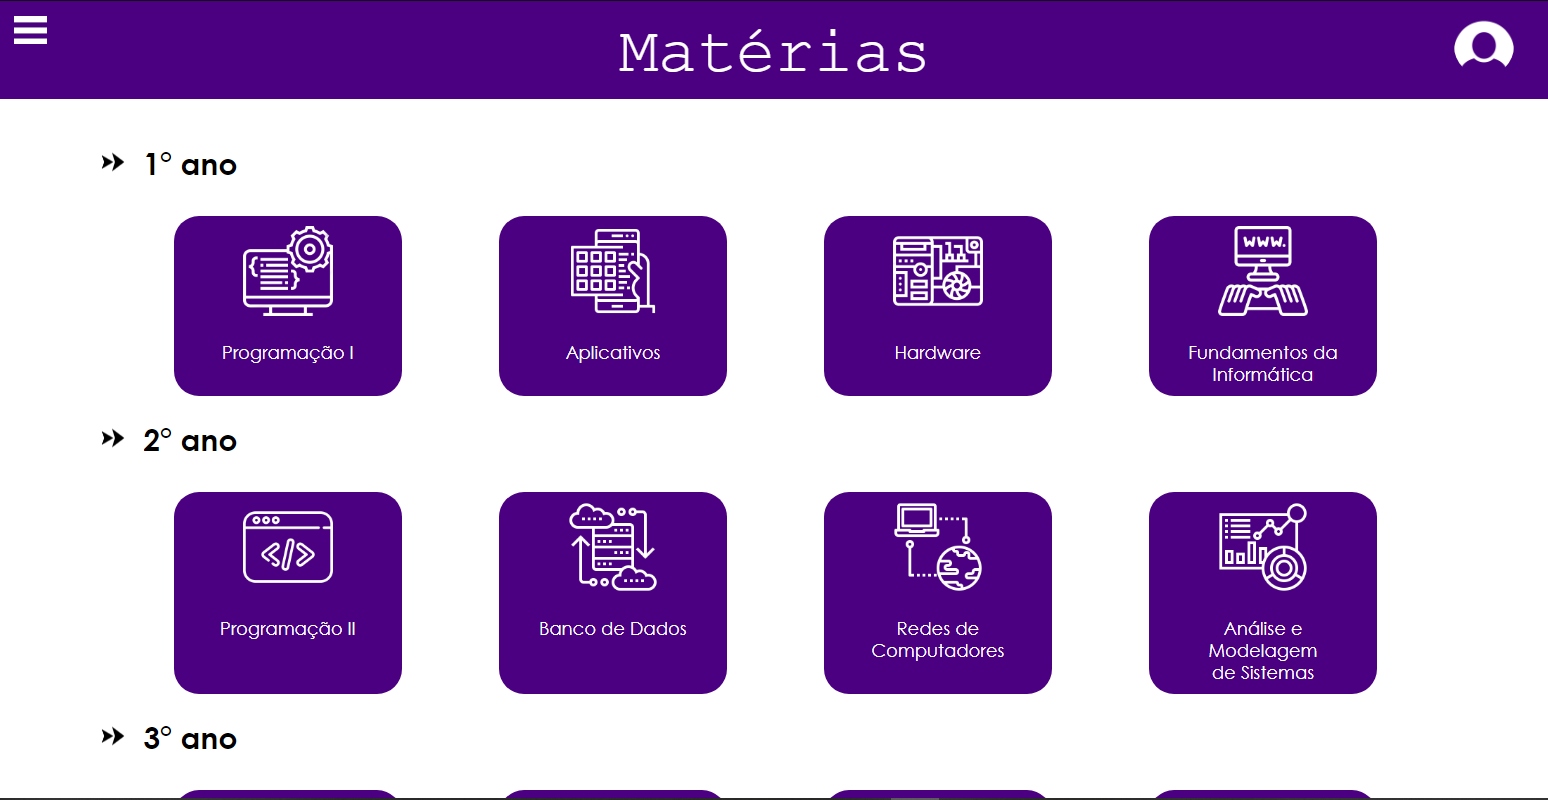 Matérias
1° ano
WWW.
Programação I
Aplicativos
Hardware
Fundamentos da
Informática
2° ano
Programação II
Banco de Dados
Redes de
Computadores
Análise e
Modelagem
de Sistemas
3° ano